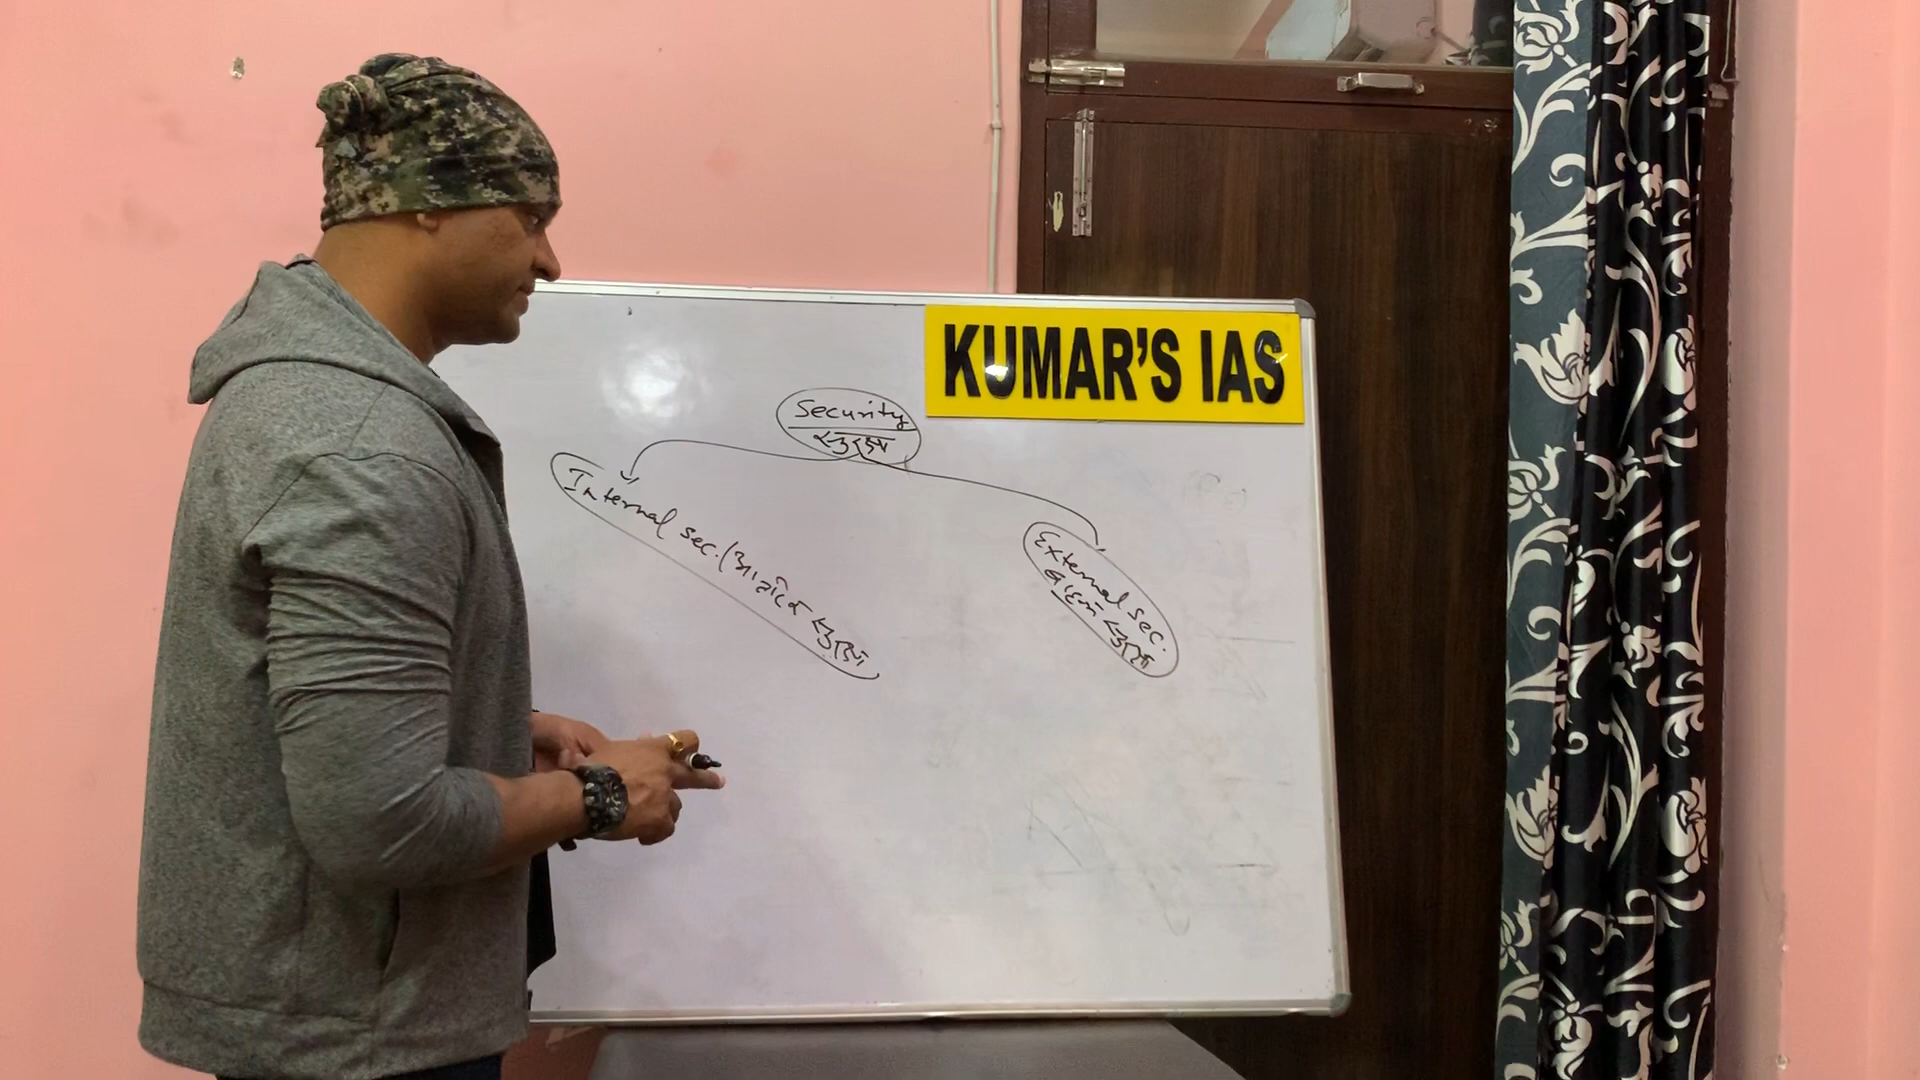 KUMAR'S IAS
Security
सुरक्षा
Internal sec. (आंतरिक सुरक्षा
External sec.
बाह्य सुरक्षा